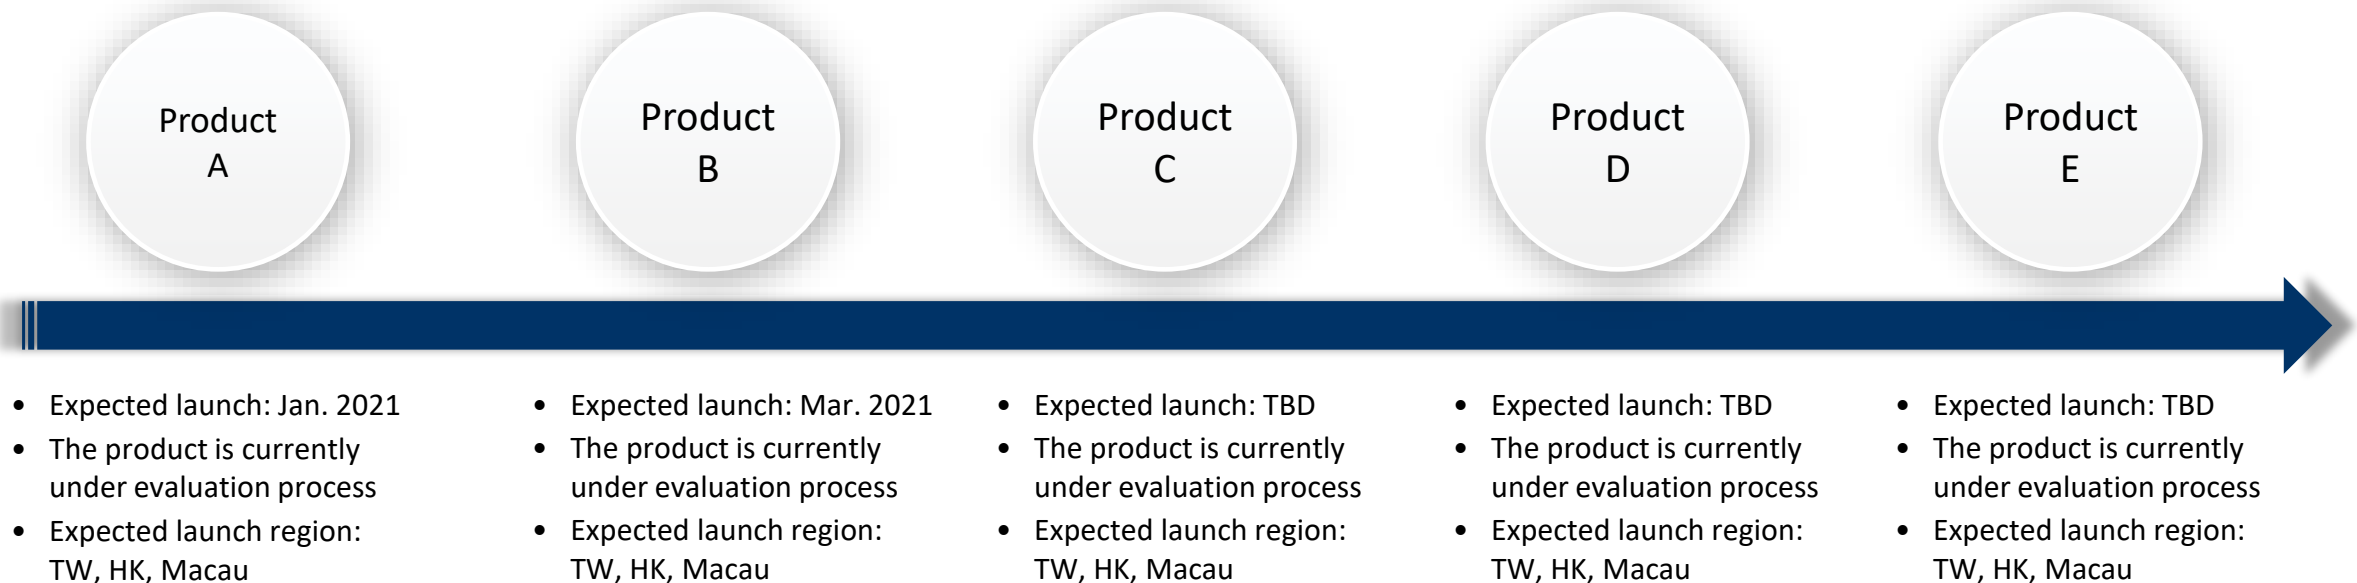 Product
A
Product
B
Product
C
Product
D
Product
E
• Expected launch: Jan. 2021
• The product is currently
under evaluation process
• Expected launch region:
TW, HK, Macau
• Expected launch: Mar. 2021
• The product is currently
under evaluation process
• Expected launch region:
TW, HK, Macau
• Expected launch: TBD
• The product is currently
under evaluation process
• Expected launch region:
TW, HK, Macau
• Expected launch: TBD
• The product is currently
under evaluation process
• Expected launch region:
TW, HK, Macau
• Expected launch: TBD
• The product is currently
under evaluation process
• Expected launch region:
TW, HK, Macau